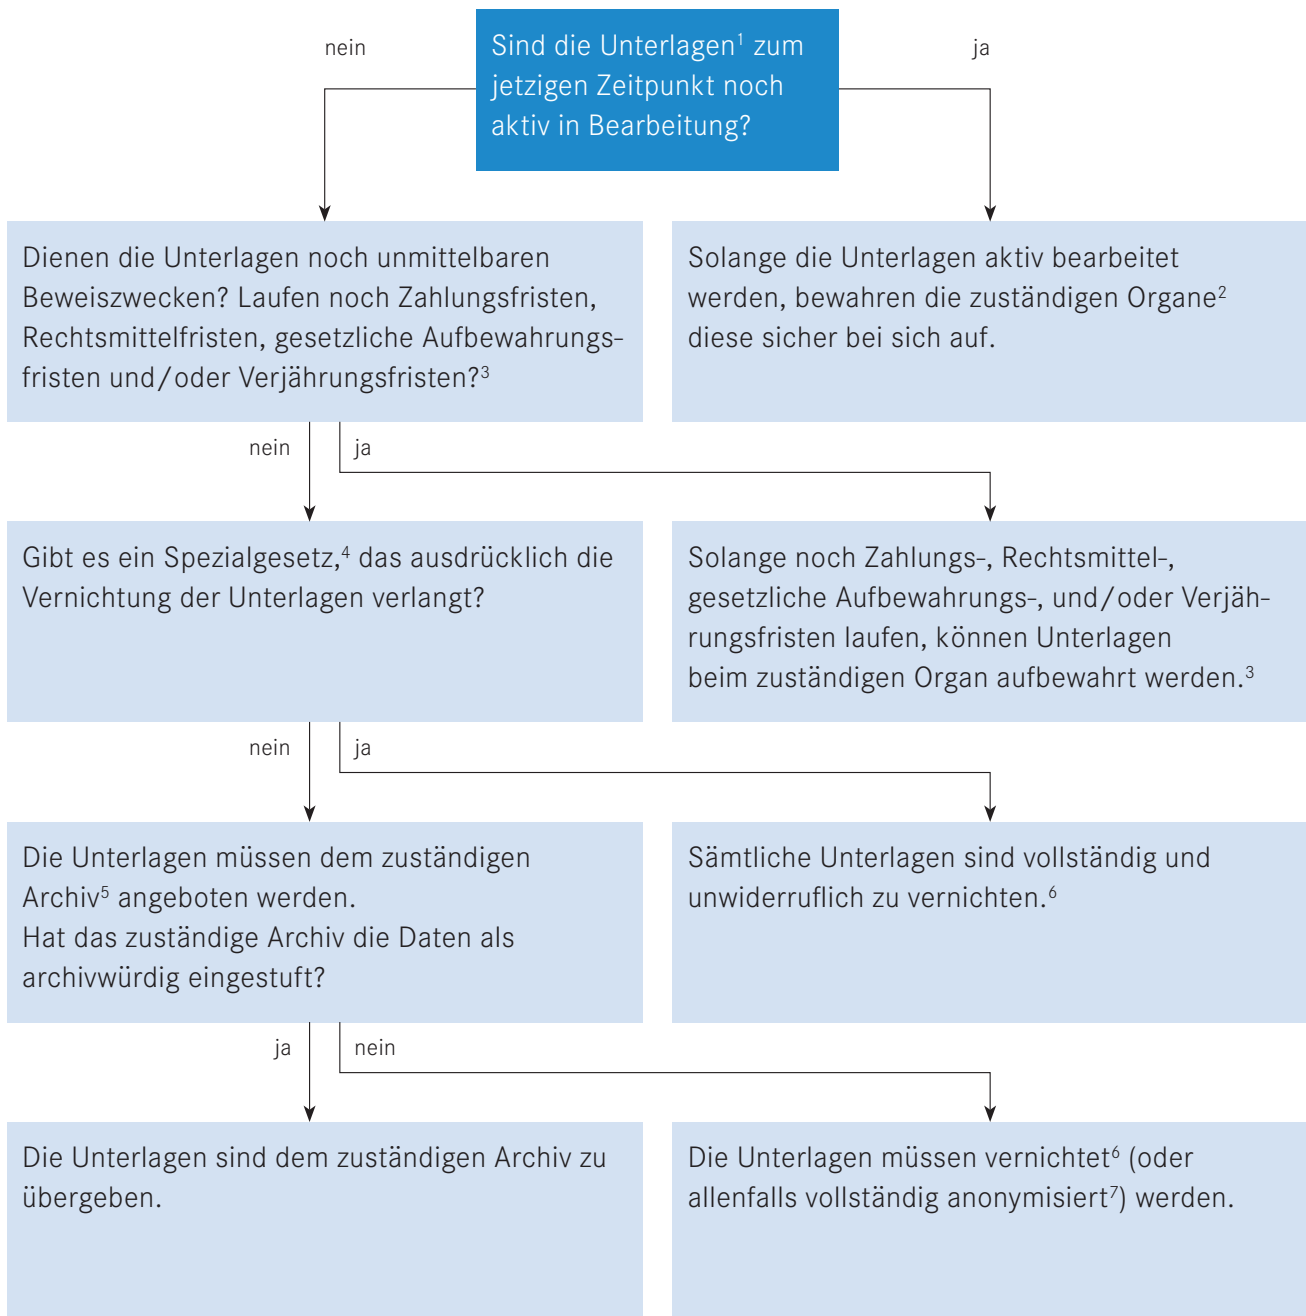 nein
Sind die Unterlagen¹ zum
jetzigen Zeitpunkt noch
aktiv in Bearbeitung?
ja
Dienen die Unterlagen noch unmittelbaren
Beweiszwecken? Laufen noch Zahlungsfristen,
Rechtsmittelfristen, gesetzliche Aufbewahrungs-
fristen und/oder Verjährungsfristen?³
Solange die Unterlagen aktiv bearbeitet
werden, bewahren die zuständigen Organe²
diese sicher bei sich auf.
nein
ja
Gibt es ein Spezialgesetz,⁴ das ausdrücklich die
Vernichtung der Unterlagen verlangt?
Solange noch Zahlungs-, Rechtsmittel-,
gesetzliche Aufbewahrungs-, und/oder Verjäh-
rungsfristen laufen, können Unterlagen
beim zuständigen Organ aufbewahrt werden.³
nein
ja
Die Unterlagen müssen dem zuständigen
Archiv⁵ angeboten werden.
Hat das zuständige Archiv die Daten als
archivwürdig eingestuft?
Sämtliche Unterlagen sind vollständig und
unwiderruflich zu vernichten.⁶
ja
nein
Die Unterlagen sind dem zuständigen Archiv zu
übergeben.
Die Unterlagen müssen vernichtet⁶ (oder
allenfalls vollständig anonymisiert⁷) werden.